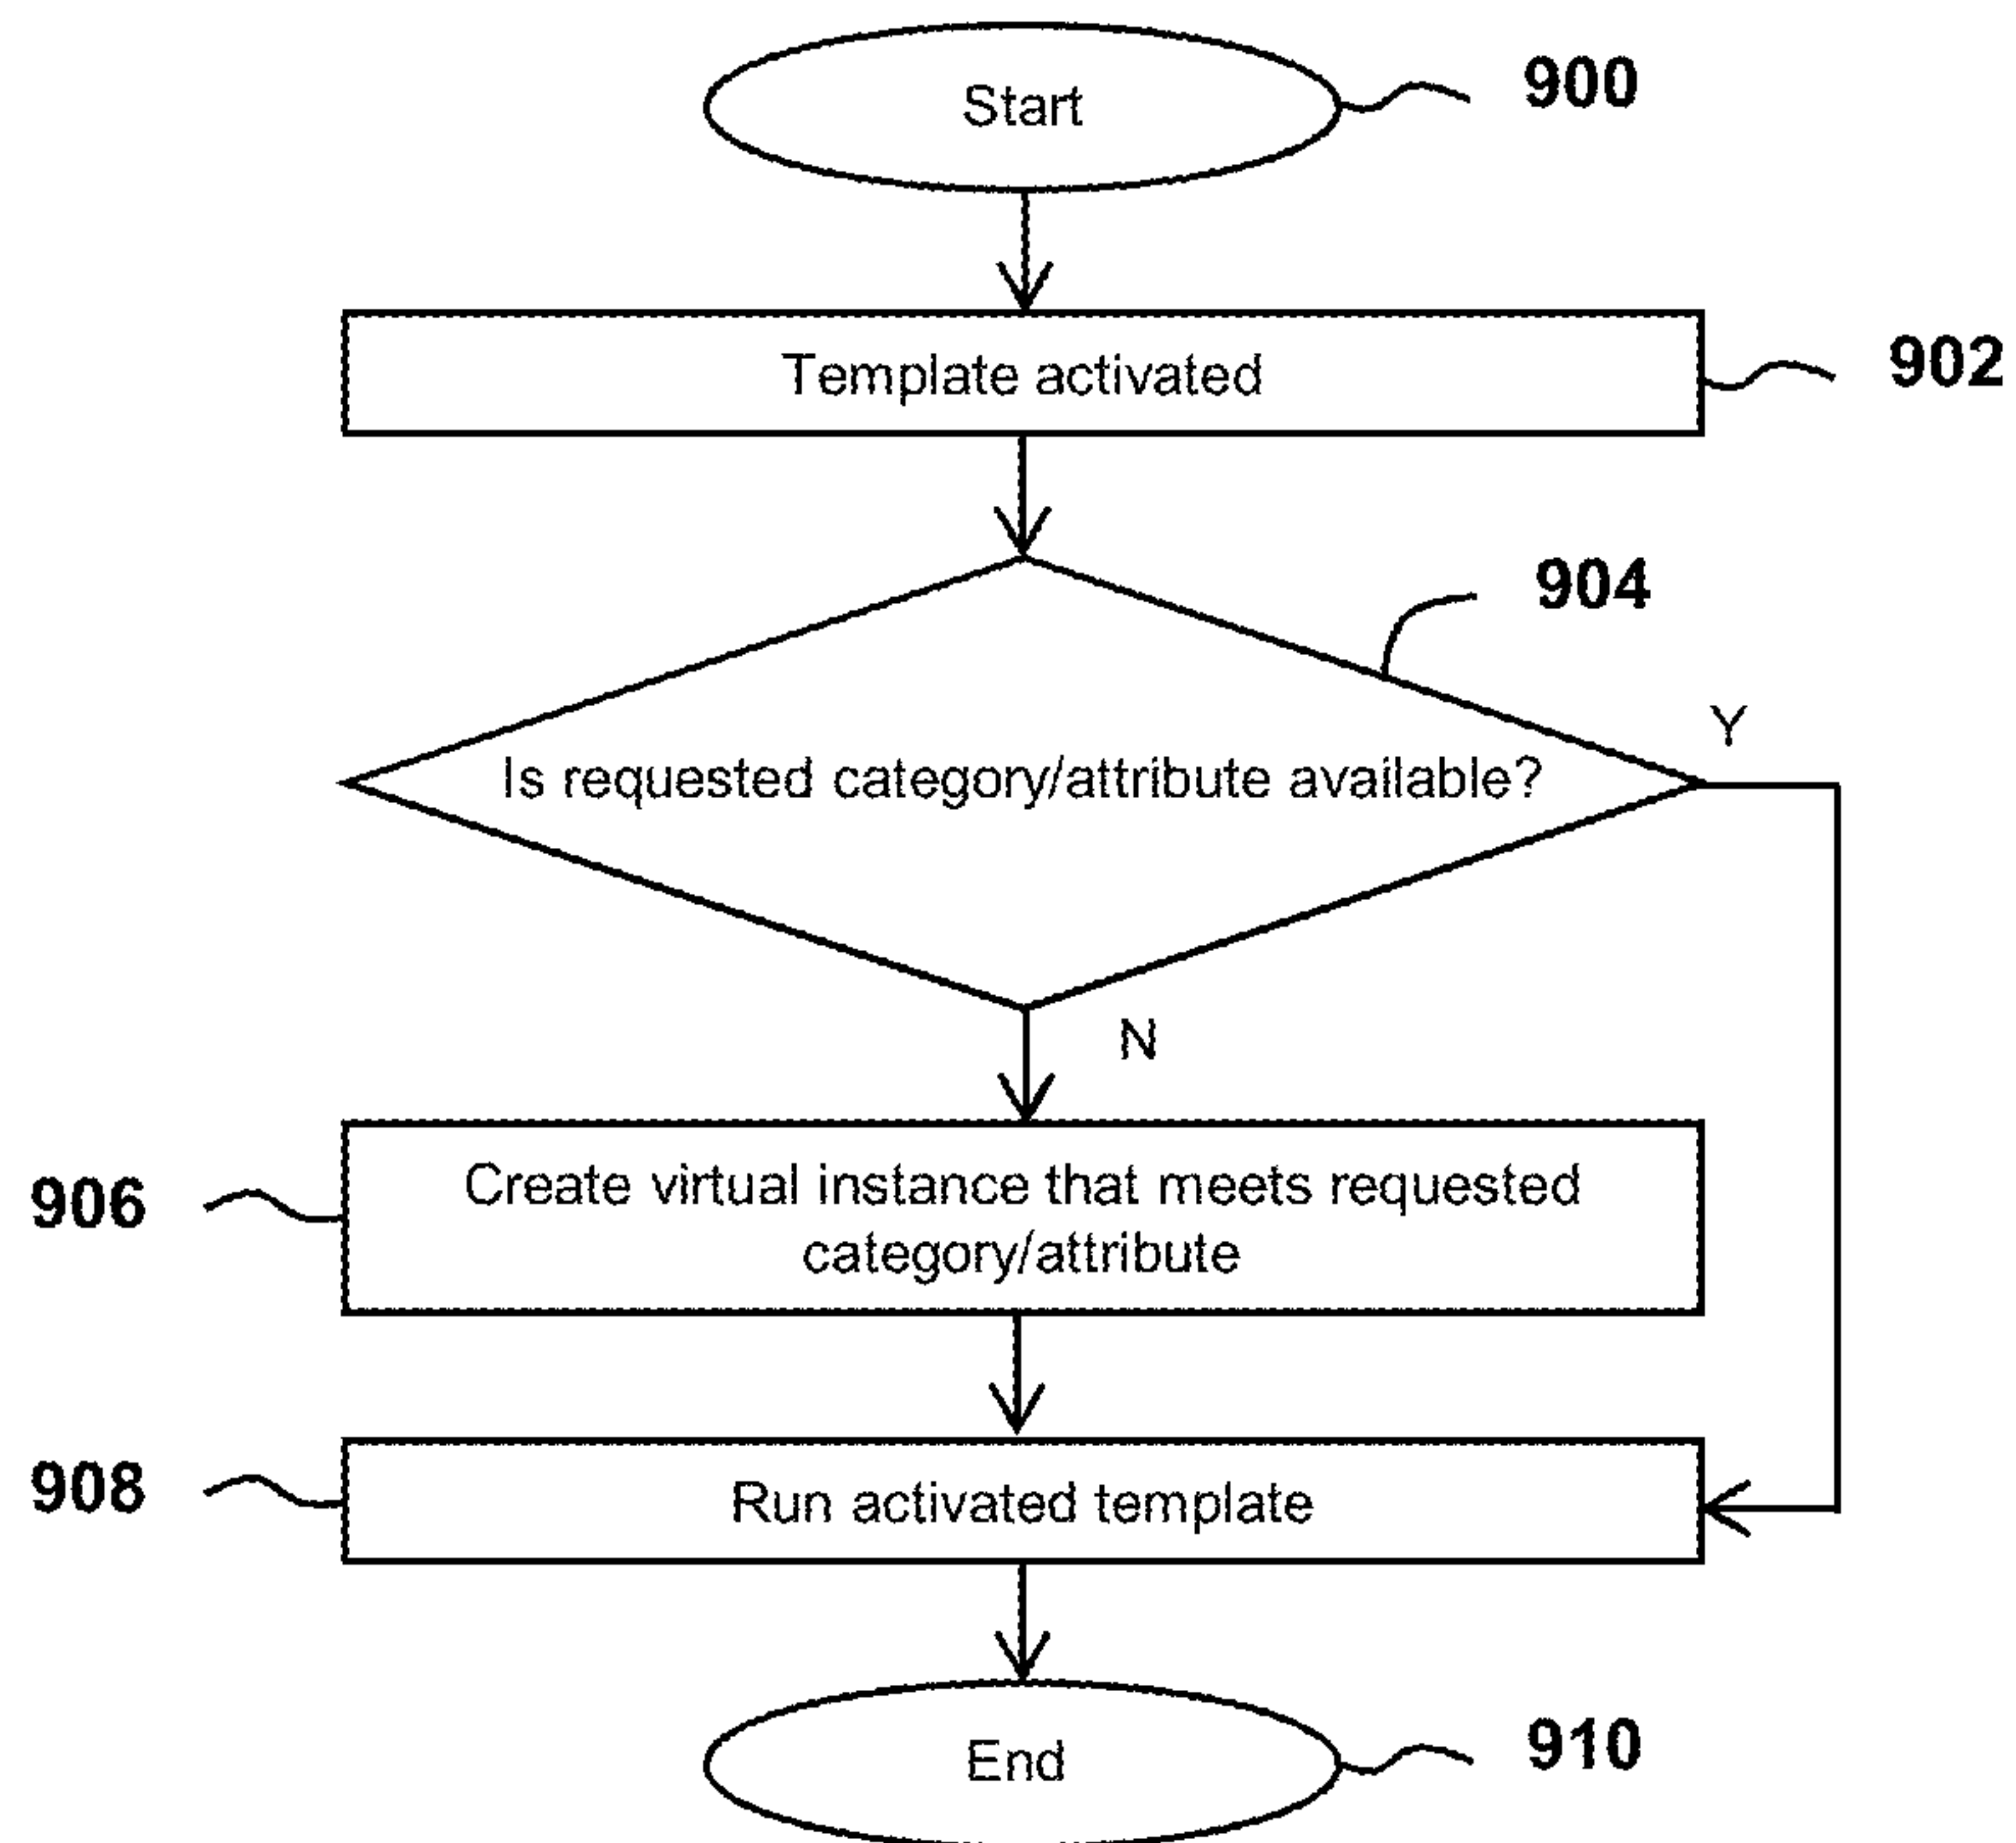 Start
900
Template activated
902
904
Is requested category/attribute available?
Y
N
906
Create virtual instance that meets requested
category/attribute
908
Run activated template
End
910